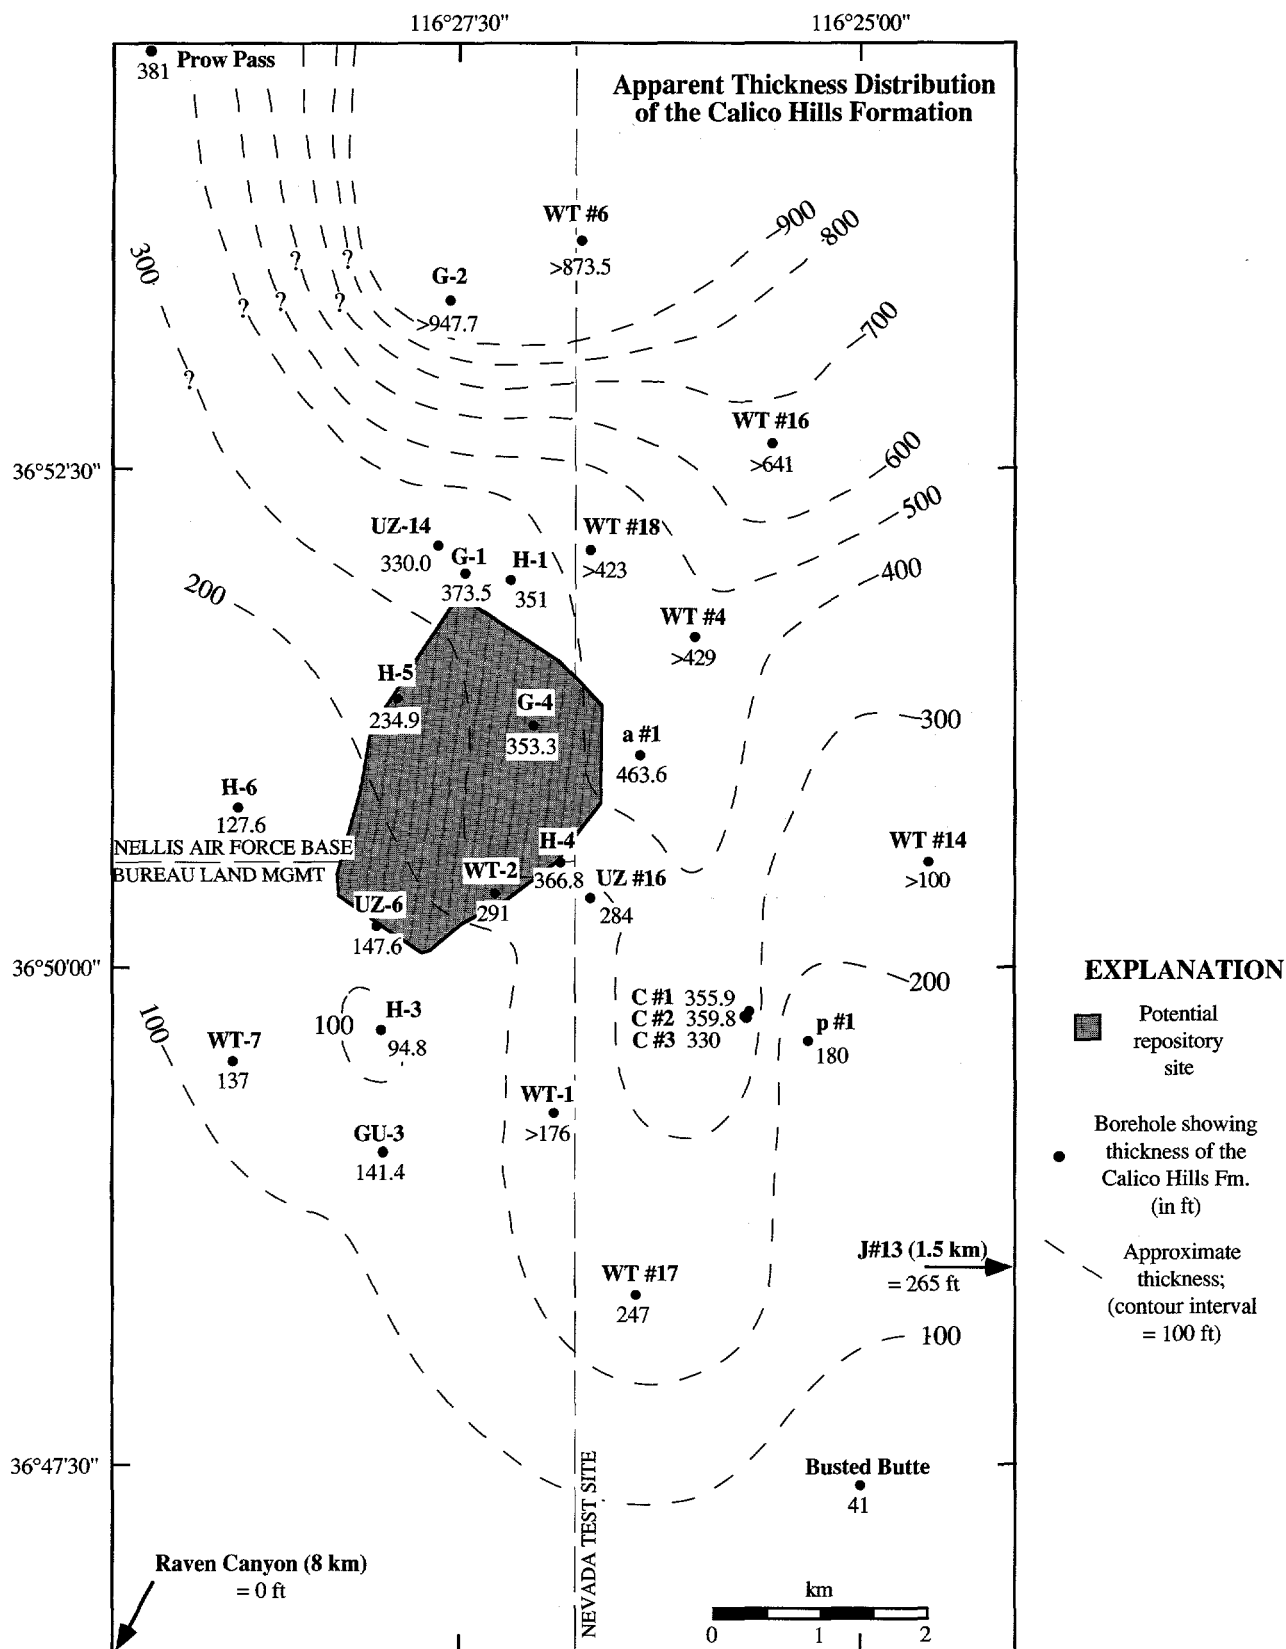 116°27'30"
116°25'00"
Prow Pass
381
Apparent Thickness Distribution
of the Calico Hills Formation
WT #6
>873.5
900
800
300
?
?
?
?
?
?
G-2
>947.7
700
WT #16
>641
36°52'30"
600
500
UZ-14
330.0
G-1
373.5
H-1
351
WT #18
>423
400
200
WT #4
>429
H-5
234.9
G-4
353.3
a #1
463.6
300
H-6
127.6
NELLIS AIR FORCE BASE
BUREAU LAND MGMT
H-4
366.8
WT #14
>100
WT-2
291
UZ #16
284
UZ-6
147.6
36°50'00"
200
C #1 355.9
C #2 359.8
C #3 330
p #1
180
100
100
H-3
94.8
WT-7
137
WT-1
>176
GU-3
141.4
J#13 (1.5 km)
= 265 ft
WT #17
247
100
36°47'30"
Busted Butte
41
NEVADA TEST SITE
Raven Canyon (8 km)
= 0 ft
km
0 1 2
EXPLANATION
Potential
repository
site
Borehole showing
thickness of the
Calico Hills Fm.
(in ft)
Approximate
thickness;
(contour interval
= 100 ft)